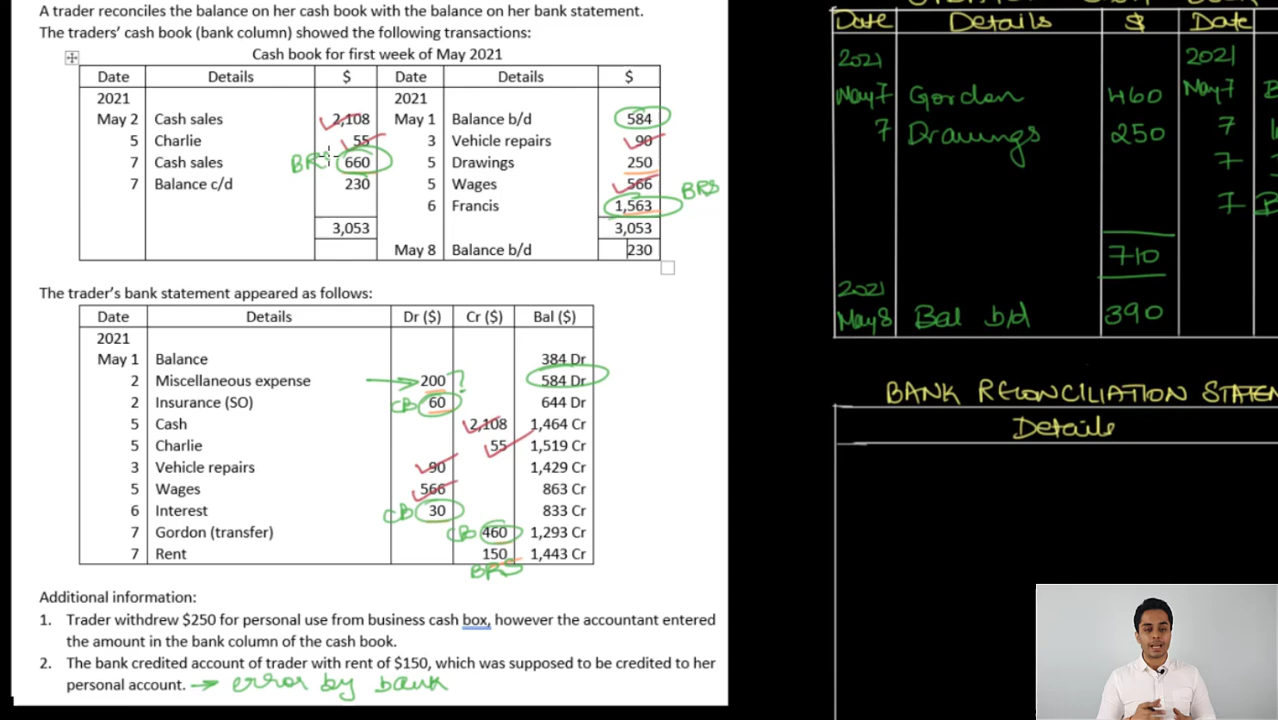 A trader reconciles the balance on her cash book with the balance on her bank statement.
The traders' cash book (bank column) showed the following transactions:
Cash book for first week of May 2021
Date Details $ Date Details $
2021 2021
May 2 Cash sales 2,108 May 1 Balance b/d 584
5 Charlie 55 3 Vehicle repairs 90
BRS 7 Cash sales 660 5 Drawings 250
7 Balance c/d 230 5 Wages 566 BRS
6 Francis 1,563
3,053 3,053
May 8 Balance b/d 230
The trader's bank statement appeared as follows:
Date Details Dr ($) Cr ($) Bal ($)
2021
May 1 Balance 384 Dr
2 Miscellaneous expense 200 ? 584 Dr
2 Insurance (SO) CB 60 644 Dr
5 Cash 2,108 1,464 Cr
5 Charlie 55 1,519 Cr
3 Vehicle repairs 90 1,429 Cr
5 Wages 566 863 Cr
6 Interest CB 30 833 Cr
7 Gordon (transfer) CB 460 1,293 Cr
7 Rent 150 1,443 Cr
BRS
Additional information:
1. Trader withdrew $250 for personal use from business cash box, however the accountant entered
the amount in the bank column of the cash book.
2. The bank credited account of trader with rent of $150, which was supposed to be credited to her
personal account. → error by bank
Date Details $ Date
2021 2021
May 7 Gordon 460 May 7 B
7 Drawings 250 7
7
7 B
710
2021
May 8 Bal b/d 390
BANK RECONCILIATION STATEM
Details